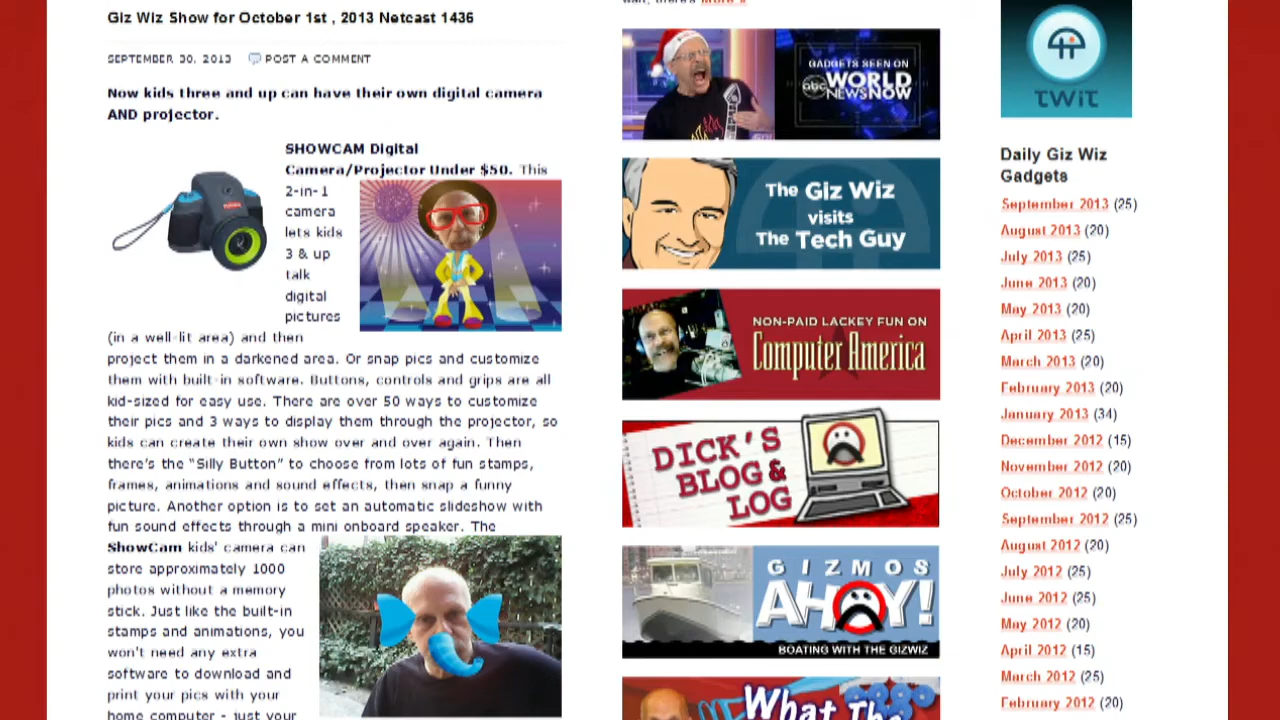 Giz Wiz Show for October 1st , 2013 Netcast 1436
SEPTEMBER 30, 2013 POST A COMMENT
Now kids three and up can have their own digital camera
AND projector.
SHOWCAM Digital
Camera/Projector Under $50. This
2-in-1
camera
lets kids
3 & up
talk
digital
pictures
(in a well-lit area) and then
project them in a darkened area. Or snap pics and customize
them with built-in software. Buttons, controls and grips are all
kid-sized for easy use. There are over 50 ways to customize
their pics and 3 ways to display them through the projector, so
kids can create their own show over and over again. Then
there's the “Silly Button” to choose from lots of fun stamps,
frames, animations and sound effects, then snap a funny
picture. Another option is to set an automatic slideshow with
fun sound effects through a mini onboard speaker. The
ShowCam kids' camera can
store approximately 1000
photos without a memory
stick. Just like the built-in
stamps and animations, you
won't need any extra
software to download and
print your pics with your
home computer - just your
wait, there's More »
GADGETS SEEN ON
abc WORLD
NEWS NOW
The Giz Wiz
visits
The Tech Guy
NON-PAID LACKEY FUN ON
Computer America
DICK'S
BLOG &
LOG
GIZMOS
AHOY!
BOATING WITH THE GIZWIZ
What The
TWiT
Daily Giz Wiz
Gadgets
September 2013 (25)
August 2013 (20)
July 2013 (25)
June 2013 (20)
May 2013 (20)
April 2013 (25)
March 2013 (20)
February 2013 (20)
January 2013 (34)
December 2012 (15)
November 2012 (20)
October 2012 (20)
September 2012 (25)
August 2012 (20)
July 2012 (25)
June 2012 (25)
May 2012 (20)
April 2012 (15)
March 2012 (25)
February 2012 (20)